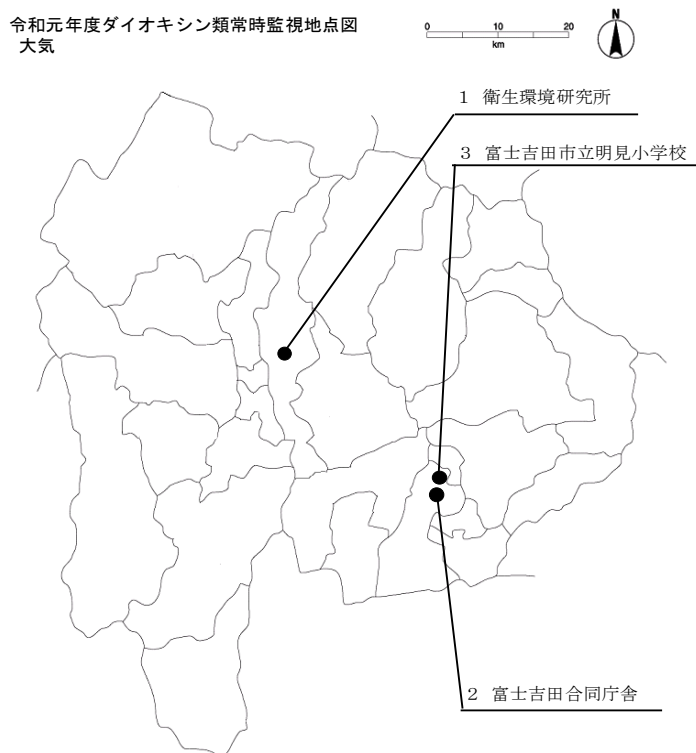 令和元年度ダイオキシン類常時監視地点図
大気
0 10 20
km
N
1 衛生環境研究所
3 富士吉田市立明見小学校
2 富士吉田合同庁舎